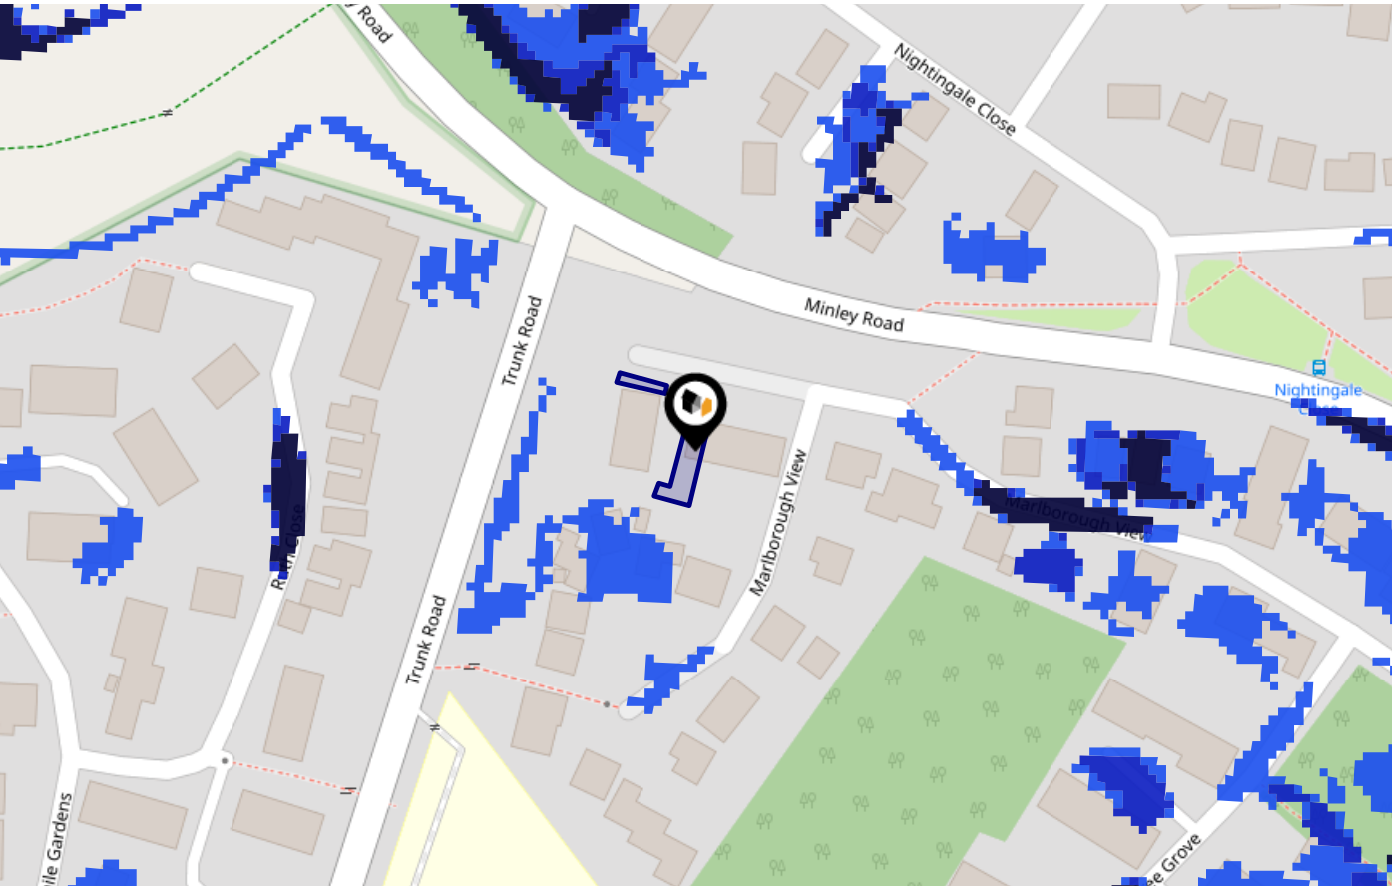 Road
Nightingale Close
Minley Road
Trunk Road
Nightingale
Marlborough View
Marlborough View
Trunk Road